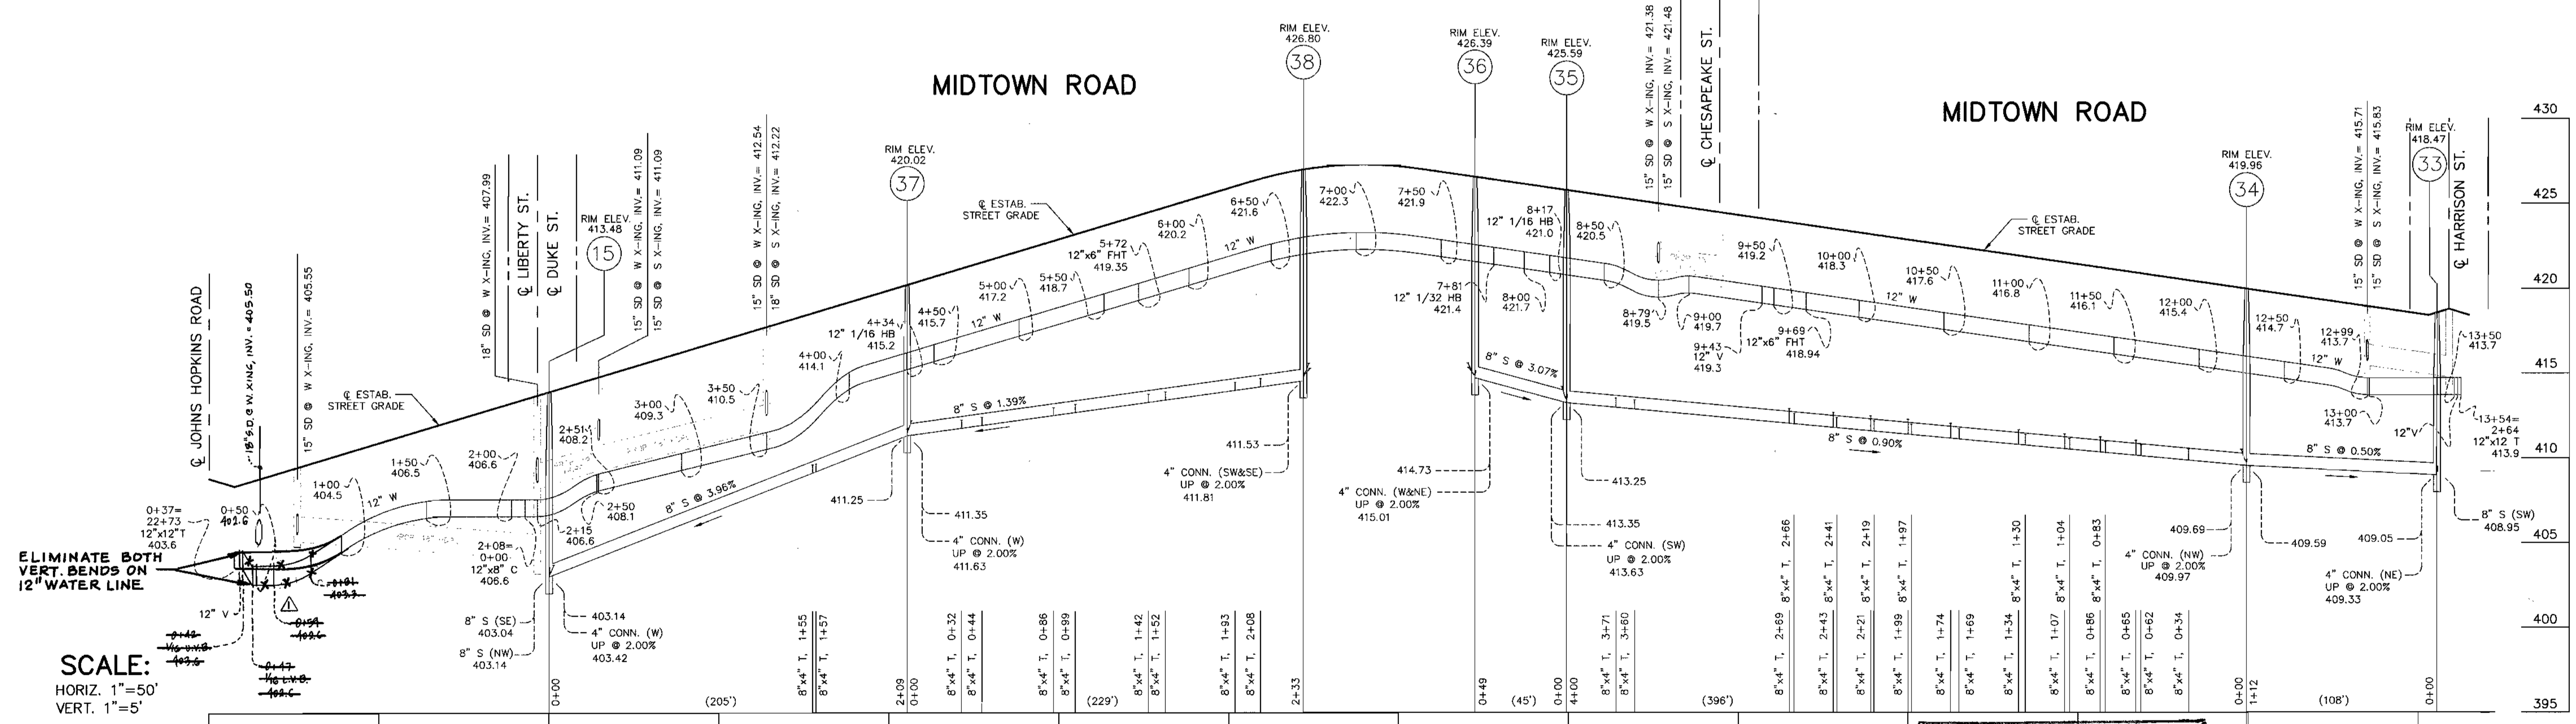 MIDTOWN ROAD
MIDTOWN ROAD
℄ JOHNS HOPKINS ROAD
18" S.D. @ W. XING, INV. = 405.50
15" SD @ W X-ING, INV.= 405.55
℄ ESTAB.
STREET GRADE
18" SD @ W X-ING, INV.= 407.99
℄ LIBERTY ST.
℄ DUKE ST.
RIM ELEV.
413.48
15
15" SD @ W X-ING, INV.= 411.09
15" SD @ S X-ING, INV.= 411.09
15" SD @ W X-ING, INV.= 412.54
18" SD @ S X-ING, INV.= 412.22
RIM ELEV.
420.02
37
℄ ESTAB.
STREET GRADE
RIM ELEV.
426.80
38
RIM ELEV.
426.39
36
RIM ELEV.
425.59
35
15" SD @ W X-ING, INV.= 421.38
15" SD @ S X-ING, INV.= 421.48
℄ CHESAPEAKE ST.
℄ ESTAB.
STREET GRADE
RIM ELEV.
419.96
34
15" SD @ W X-ING, INV.= 415.71
15" SD @ S X-ING, INV.= 415.83
RIM ELEV.
418.47
33
℄ HARRISON ST.
430
425
420
415
410
405
400
395
0+37=
22+73
12"x12"T
403.6
0+50
402.6
1+00
404.5
12" W
1+50
406.5
2+00
406.6
2+51
408.2
2+50
408.1
2+15
406.6
2+08=
0+00
12"x8" C
406.6
3+00
409.3
3+50
410.5
4+00
414.1
4+34
12" 1/16 HB
415.2
4+50
415.7
12" W
5+00
417.2
5+50
418.7
5+72
12"x6" FHT
419.35
6+00
420.2
12" W
6+50
421.6
7+00
422.3
7+50
421.9
7+81
12" 1/32 HB
421.4
8+00
421.7
8+17
12" 1/16 HB
421.0
8+50
420.5
8+79
419.5
9+00
419.7
9+43
12" V
419.3
9+50
419.2
9+69
12"x6" FHT
418.94
10+00
418.3
12" W
10+50
417.6
11+00
416.8
11+50
416.1
12+00
415.4
12+50
414.7
12" W
12+99
413.7
13+00
413.7
13+50
413.7
12"V
13+54=
2+64
12"x12 T
413.9
ELIMINATE BOTH
VERT. BENDS ON
12" WATER LINE
12" V
0+42
1/16 U.V.B.
403.6
0+47
1/16 L.V.B.
402.6
0+59
402.6
0+81
403.3
1
8" S @ 3.96%
8" S @ 1.39%
8" S @ 3.07%
8" S @ 0.90%
8" S @ 0.50%
8" S (SE)
403.04
8" S (NW)
403.14
403.14
4" CONN. (W)
UP @ 2.00%
403.42
411.25
411.35
4" CONN. (W)
UP @ 2.00%
411.63
411.53
4" CONN. (SW&SE)
UP @ 2.00%
411.81
414.73
4" CONN. (W&NE)
UP @ 2.00%
415.01
413.25
413.35
4" CONN. (SW)
UP @ 2.00%
413.63
409.69
4" CONN. (NW)
UP @ 2.00%
409.97
409.59
409.05
4" CONN. (NE)
UP @ 2.00%
409.33
8" S (SW)
408.95
SCALE:
HORIZ. 1"=50'
VERT. 1"=5'
0+00
(205')
8"x4" T, 1+55
8"x4" T, 1+57
2+09
0+00
8"x4" T, 0+32
8"x4" T, 0+44
8"x4" T, 0+86
8"x4" T, 0+99
(229')
8"x4" T, 1+42
8"x4" T, 1+52
8"x4" T, 1+93
8"x4" T, 2+08
2+33
0+49
(45')
0+00
4+00
8"x4" T, 3+71
8"x4" T, 3+60
(396')
8"x4" T, 2+69
8"x4" T, 2+66
8"x4" T, 2+43
8"x4" T, 2+41
8"x4" T, 2+21
8"x4" T, 2+19
8"x4" T, 1+99
8"x4" T, 1+97
8"x4" T, 1+74
8"x4" T, 1+69
8"x4" T, 1+34
8"x4" T, 1+30
8"x4" T, 1+07
8"x4" T, 1+04
8"x4" T, 0+86
8"x4" T, 0+83
8"x4" T, 0+65
8"x4" T, 0+62
8"x4" T, 0+34
0+00
1+12
(108')
0+00